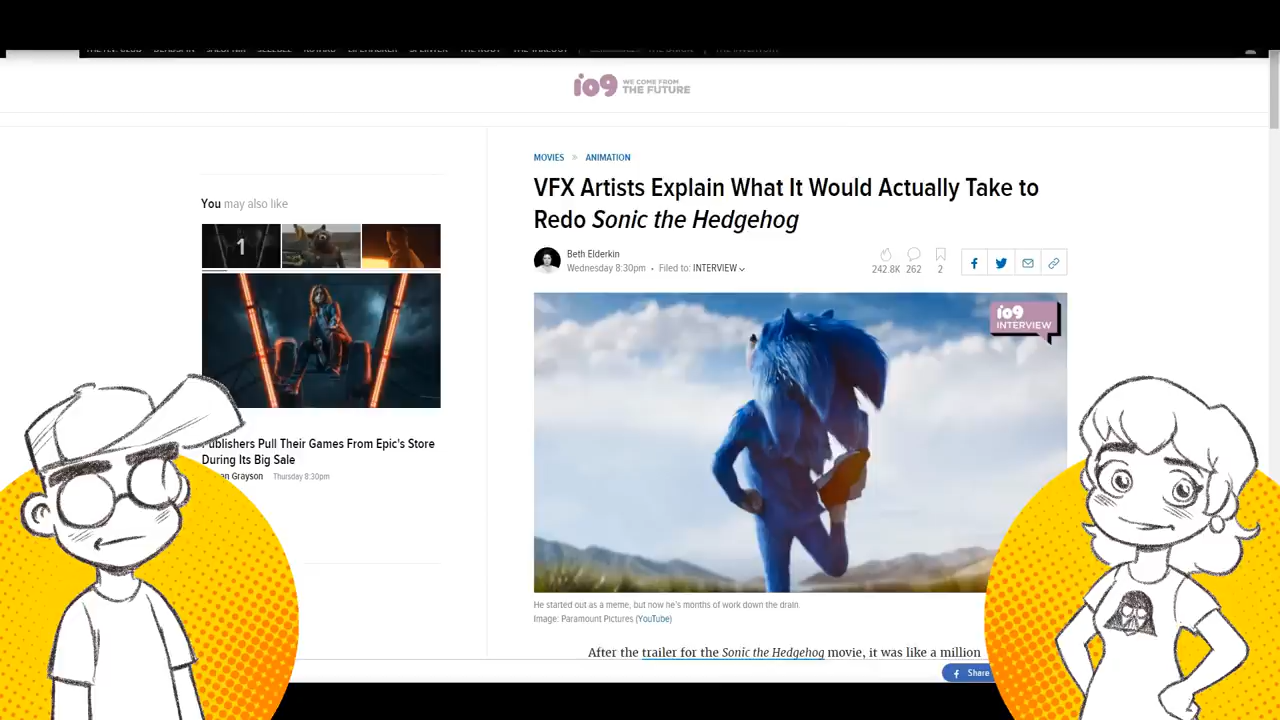 io9 WE COME FROM
THE FUTURE
MOVIES » ANIMATION
VFX Artists Explain What It Would Actually Take to
Redo Sonic the Hedgehog
Beth Elderkin
Wednesday 8:30pm • Filed to: INTERVIEW
242.8K 262 2
You may also like
1
io9
INTERVIEW
Publishers Pull Their Games From Epic's Store
During Its Big Sale
Grayson Thursday 8:30pm
He started out as a meme, but now he's months of work down the drain.
Image: Paramount Pictures (YouTube)
After the trailer for the Sonic the Hedgehog movie, it was like a million
Share